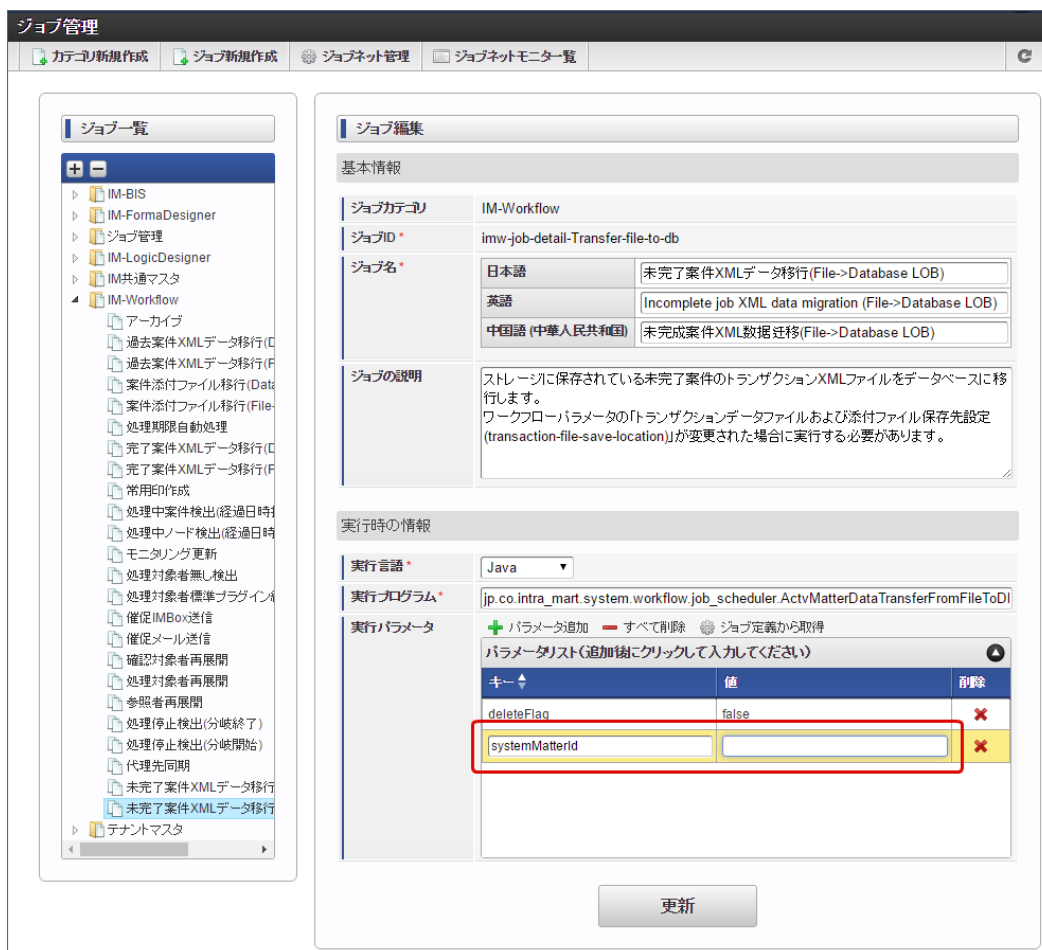 ジョブ管理
カテゴリ新規作成
ジョブ新規作成
ジョブネット管理
ジョブネットモニター覧
ジョブ一覧
IM-BIS
IM-FormaDesigner
ジョブ管理
IM-LogicDesigner
IM共通マスタ
IM-Workflow
アーカイブ
過去案件XMLデータ移行(D
過去案件XMLデータ移行(F
案件添付ファイル移行(Data
案件添付ファイル移行(File-
処理期限自動処理
完了案件XMLデータ移行(D
完了案件XMLデータ移行(F
常用印作成
処理中案件検出(経過日時
処理中ノード検出(経過日時
モニタリング更新
処理対象者無し検出
処理対象者標準プラグイン
催促IMBox送信
催促メール送信
確認対象者再展開
処理対象者再展開
参照者再展開
処理停止検出(分岐終了)
処理停止検出(分岐開始)
代理先同期
未完了案件XMLデータ移行
未完了案件XMLデータ移行
テナントマスタ
ジョブ編集
基本情報
ジョブカテゴリ IM-Workflow
ジョブID * imw-job-detail-Transfer-file-to-db
ジョブ名 *
日本語 未完了案件XMLデータ移行(File->Database LOB)
英語 Incomplete job XML data migration (File->Database LOB)
中国語 (中華人民共和国) 未完成案件XML数据迁移(File->Database LOB)
ジョブの説明
ストレージに保存されている未完了案件のトランザクションXMLファイルをデータベースに移
行します。
ワークフローパラメータの「トランザクションデータファイルおよび添付ファイル保存先設定
(transaction-file-save-location)」が変更された場合に実行する必要があります。
実行時の情報
実行言語 * Java
実行プログラム * jp.co.intra_mart.system.workflow.job_scheduler.ActvMatterDataTransferFromFileToDl
実行パラメータ
パラメータ追加 すべて削除 ジョブ定義から取得
パラメータリスト(追加後にクリックして入力してください)
キー 値 削除
deleteFlag false
systemMatterId
更新